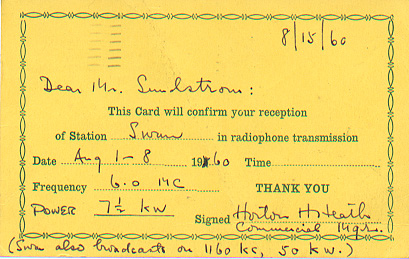 8/15/60
Dear Mr. Sundstrom:
This Card will confirm your reception
of Station Swan in radiophone transmission
Date Aug 1-8 1960 Time
Frequency 6.0 MC THANK YOU
POWER 7½ KW Signed Horton Heath
Commercial Mgr.
(Swan also broadcasts on 1160 kc, 50 KW.)